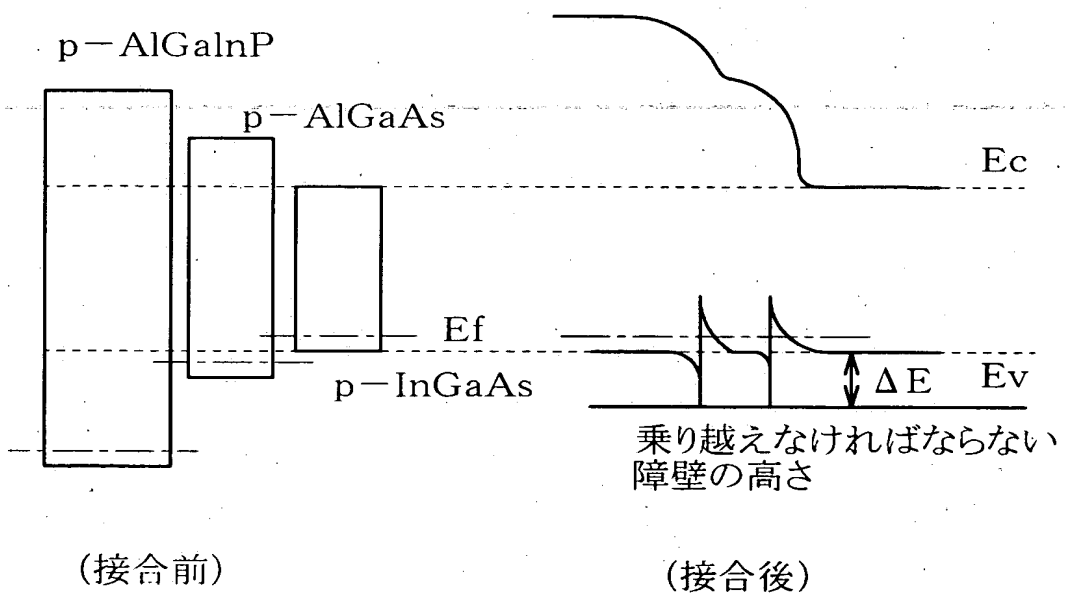 p－AlGaInP
p－AlGaAs
Ec
Ef
p－InGaAs
ΔE
Ev
乗り越えなければならない
障壁の高さ
(接合前)
(接合後)